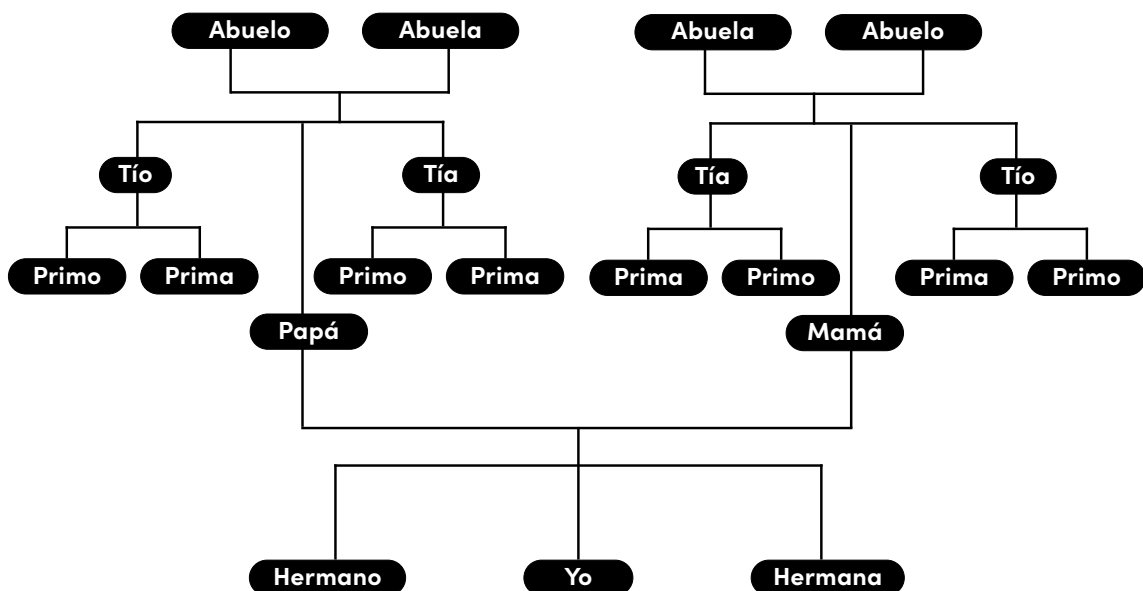 Abuelo Abuela Abuela Abuelo
Tío Tía Tía Tío
Primo Prima Primo Prima Prima Primo Prima Primo
Papá Mamá
Hermano Yo Hermana